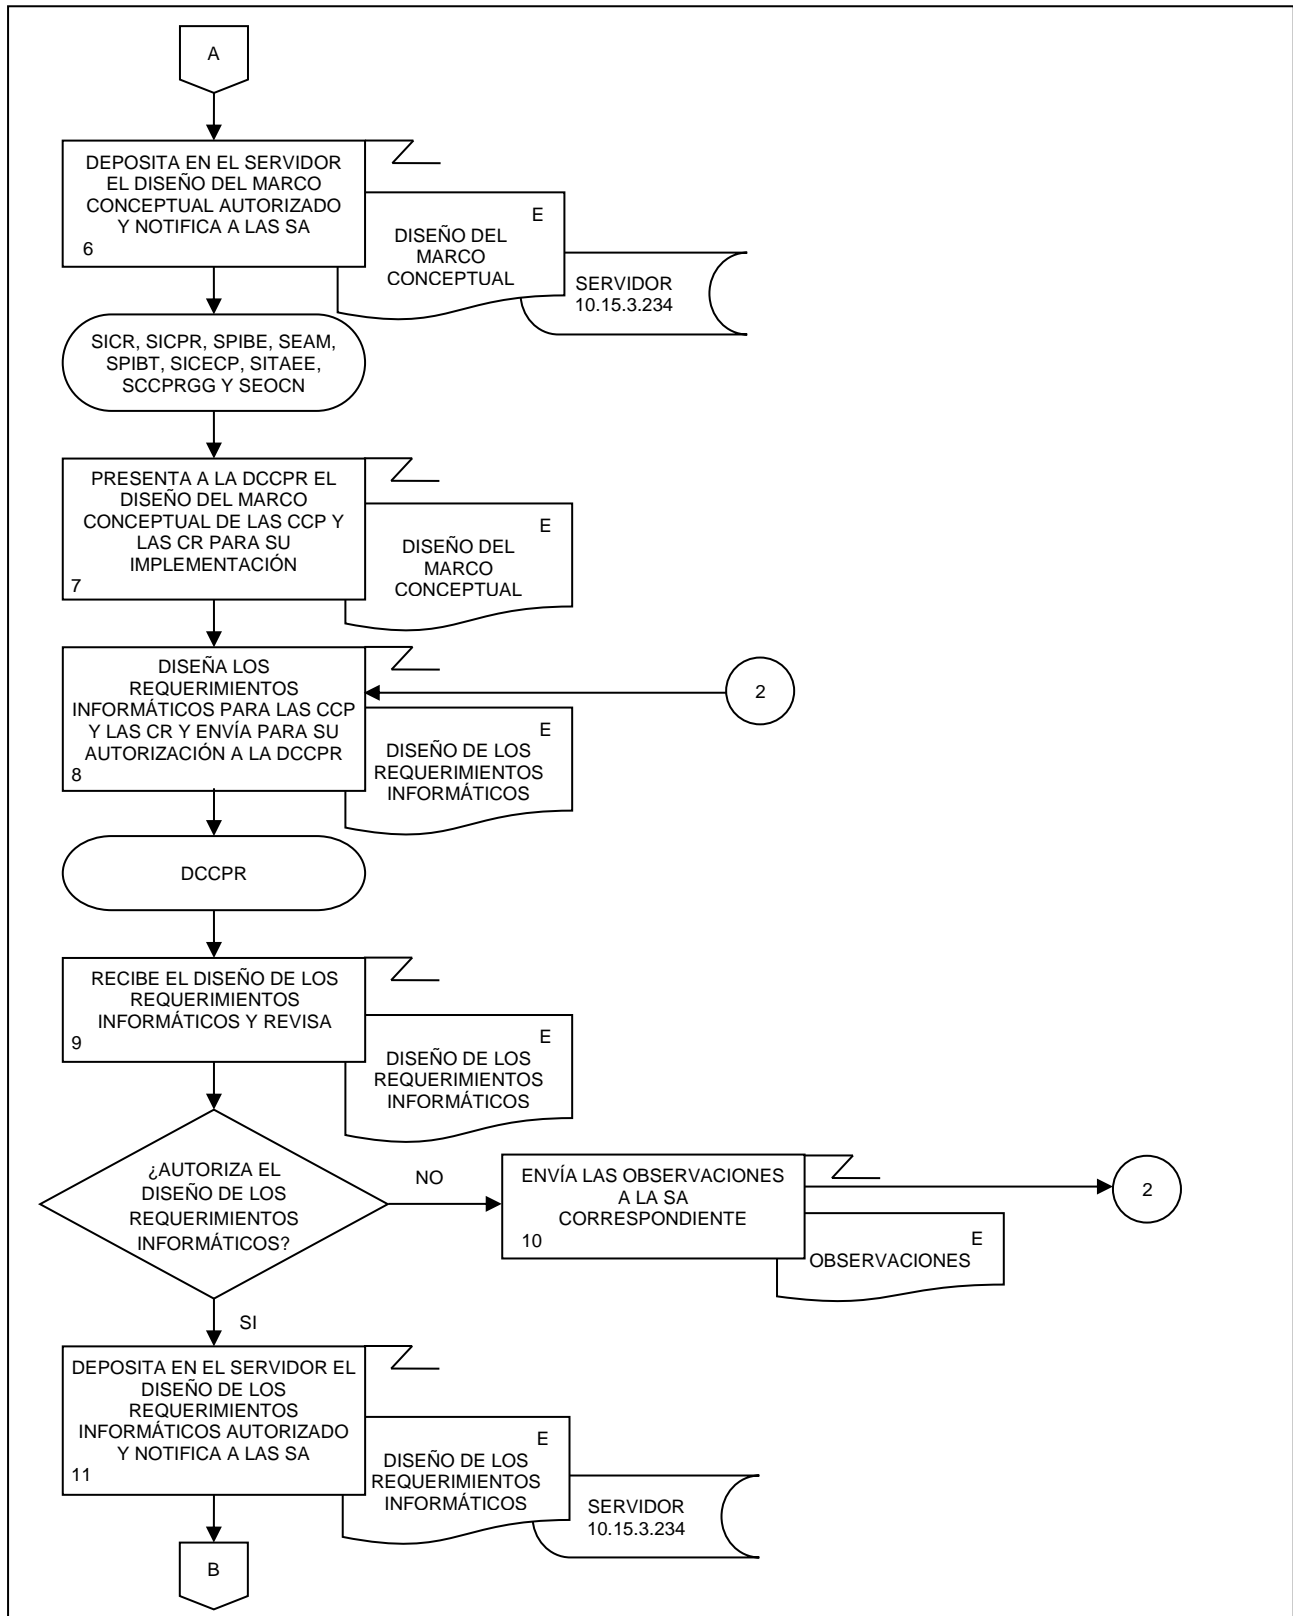 A
DEPOSITA EN EL SERVIDOR
EL DISEÑO DEL MARCO
CONCEPTUAL AUTORIZADO
Y NOTIFICA A LAS SA
6
E
DISEÑO DEL
MARCO
CONCEPTUAL
SERVIDOR
10.15.3.234
SICR, SICPR, SPIBE, SEAM,
SPIBT, SICECP, SITAEE,
SCCPRGG Y SEOCN
PRESENTA A LA DCCPR EL
DISEÑO DEL MARCO
CONCEPTUAL DE LAS CCP Y
LAS CR PARA SU
IMPLEMENTACIÓN
7
E
DISEÑO DEL
MARCO
CONCEPTUAL
DISEÑA LOS
REQUERIMIENTOS
INFORMÁTICOS PARA LAS CCP
Y LAS CR Y ENVÍA PARA SU
AUTORIZACIÓN A LA DCCPR
8
2
E
DISEÑO DE LOS
REQUERIMIENTOS
INFORMÁTICOS
DCCPR
RECIBE EL DISEÑO DE LOS
REQUERIMIENTOS
INFORMÁTICOS Y REVISA
9
E
DISEÑO DE LOS
REQUERIMIENTOS
INFORMÁTICOS
¿AUTORIZA EL
DISEÑO DE LOS
REQUERIMIENTOS
INFORMÁTICOS?
NO
ENVÍA LAS OBSERVACIONES
A LA SA
CORRESPONDIENTE
10
2
E
OBSERVACIONES
SI
DEPOSITA EN EL SERVIDOR EL
DISEÑO DE LOS
REQUERIMIENTOS
INFORMÁTICOS AUTORIZADO
Y NOTIFICA A LAS SA
11
E
DISEÑO DE LOS
REQUERIMIENTOS
INFORMÁTICOS
SERVIDOR
10.15.3.234
B